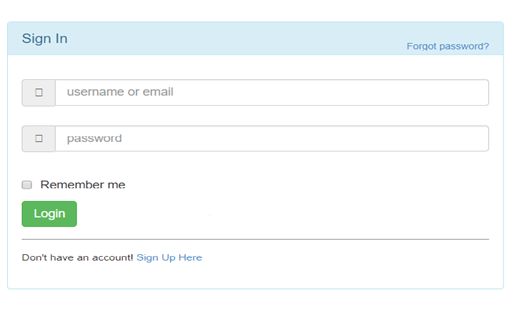 Sign In
Forgot password?
username or email
password
Remember me
Login
Don't have an account! Sign Up Here